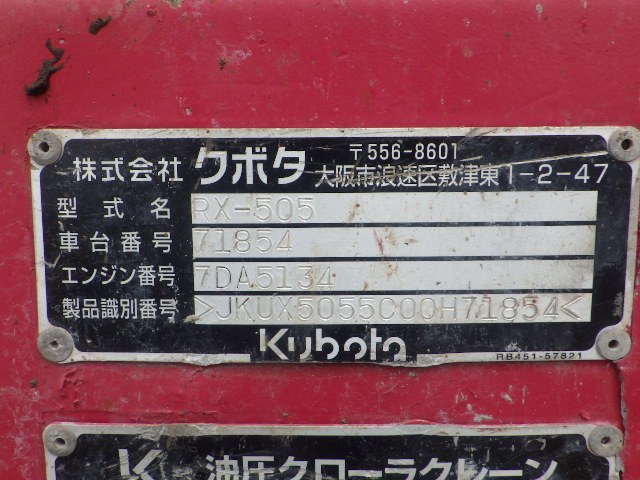 株式会社 クボタ 〒556-8601
大阪市浪速区敷津東1-2-47
型式名 RX-505
車台番号 71854
エンジン番号 7DA5134
製品識別番号 >JKUX5055C00H71854<
Kubota
RB451-57821
油圧クローラクレーン